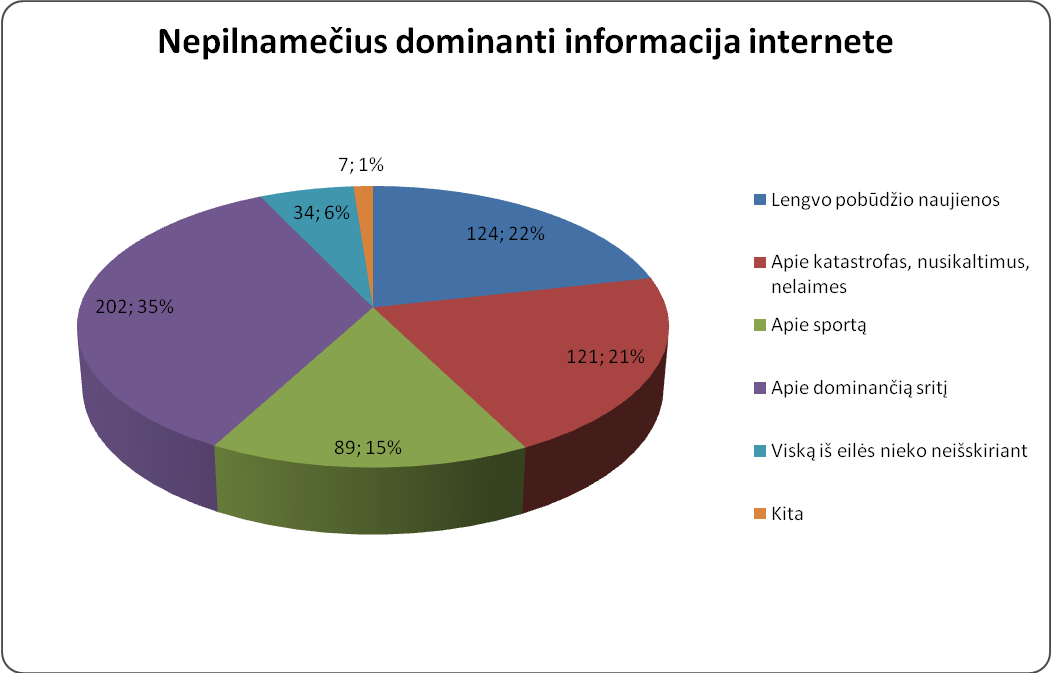 Nepilnamečius dominanti informacija internete
7; 1%
34; 6%
124; 22%
202; 35%
121; 21%
89; 15%
Lengvo pobūdžio naujienos
Apie katastrofas, nusikaltimus,
nelaimes
Apie sportą
Apie dominančią sritį
Viską iš eilės nieko neišskiriant
Kita